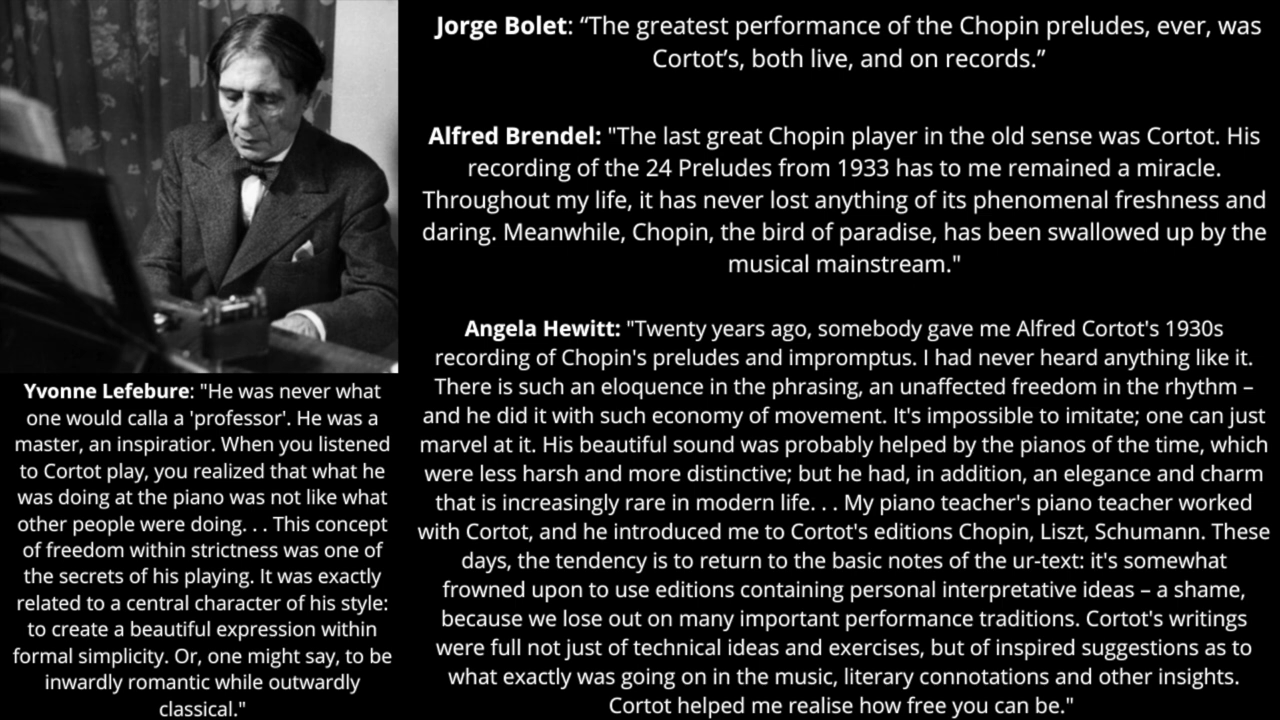 Jorge Bolet: “The greatest performance of the Chopin preludes, ever, was
Cortot’s, both live, and on records.”
Alfred Brendel: "The last great Chopin player in the old sense was Cortot. His
recording of the 24 Preludes from 1933 has to me remained a miracle.
Throughout my life, it has never lost anything of its phenomenal freshness and
daring. Meanwhile, Chopin, the bird of paradise, has been swallowed up by the
musical mainstream."
Angela Hewitt: "Twenty years ago, somebody gave me Alfred Cortot's 1930s
recording of Chopin's preludes and impromptus. I had never heard anything like it.
There is such an eloquence in the phrasing, an unaffected freedom in the rhythm –
and he did it with such economy of movement. It's impossible to imitate; one can just
marvel at it. His beautiful sound was probably helped by the pianos of the time, which
were less harsh and more distinctive; but he had, in addition, an elegance and charm
that is increasingly rare in modern life. . . My piano teacher's piano teacher worked
with Cortot, and he introduced me to Cortot's editions Chopin, Liszt, Schumann. These
days, the tendency is to return to the basic notes of the ur-text: it's somewhat
frowned upon to use editions containing personal interpretative ideas – a shame,
because we lose out on many important performance traditions. Cortot's writings
were full not just of technical ideas and exercises, but of inspired suggestions as to
what exactly was going on in the music, literary connotations and other insights.
Cortot helped me realise how free you can be."
Yvonne Lefebure: "He was never what
one would calla a 'professor'. He was a
master, an inspiratior. When you listened
to Cortot play, you realized that what he
was doing at the piano was not like what
other people were doing. . . This concept
of freedom within strictness was one of
the secrets of his playing. It was exactly
related to a central character of his style:
to create a beautiful expression within
formal simplicity. Or, one might say, to be
inwardly romantic while outwardly
classical."